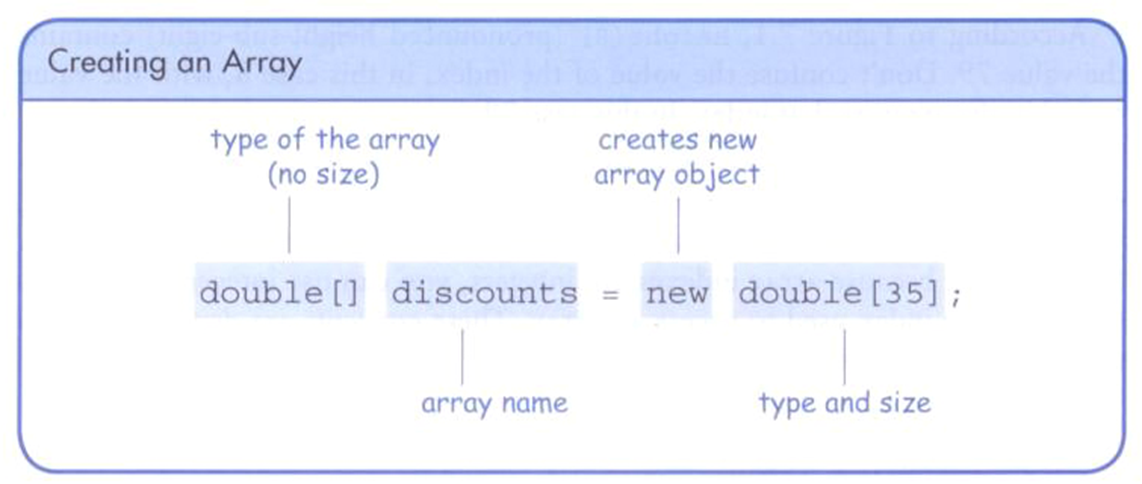 Creating an Array
type of the array
(no size)
creates new
array object
double[] discounts = new double[35];
array name
type and size